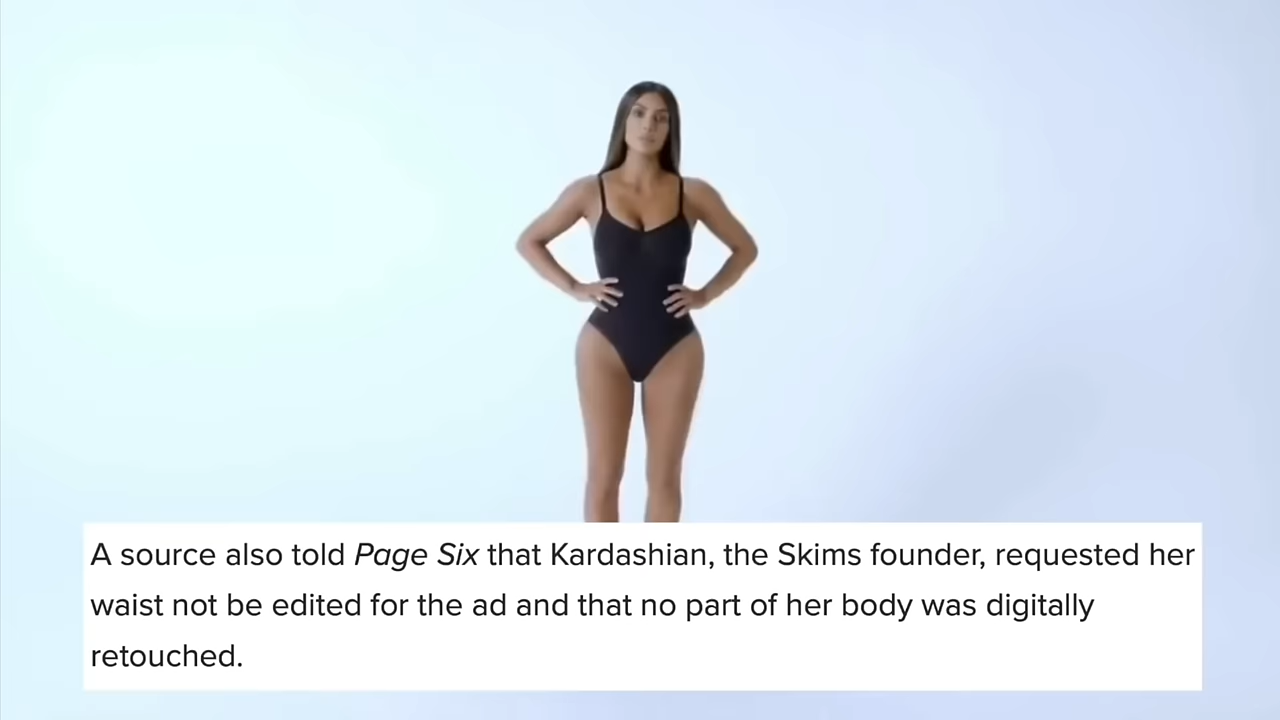 A source also told Page Six that Kardashian, the Skims founder, requested her
waist not be edited for the ad and that no part of her body was digitally
retouched.